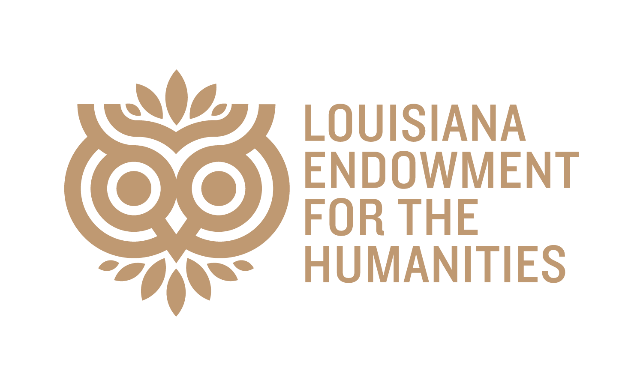 LOUISIANA
ENDOWMENT
FOR THE
HUMANITIES